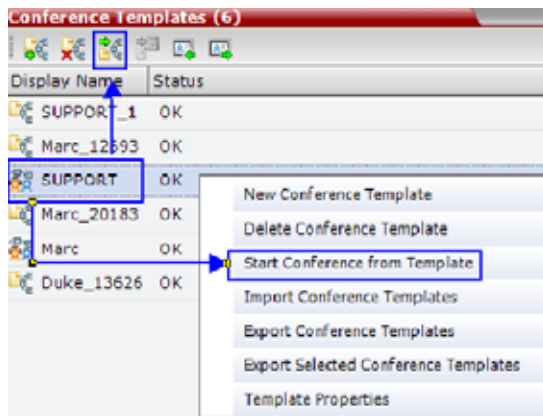 Conference Templates (6)
Display Name Status
SUPPORT_1 OK
Marc_12693 OK
SUPPORT OK
Marc_20183 OK
Marc OK
Duke_13626 OK
New Conference Template
Delete Conference Template
Start Conference from Template
Import Conference Templates
Export Conference Templates
Export Selected Conference Templates
Template Properties